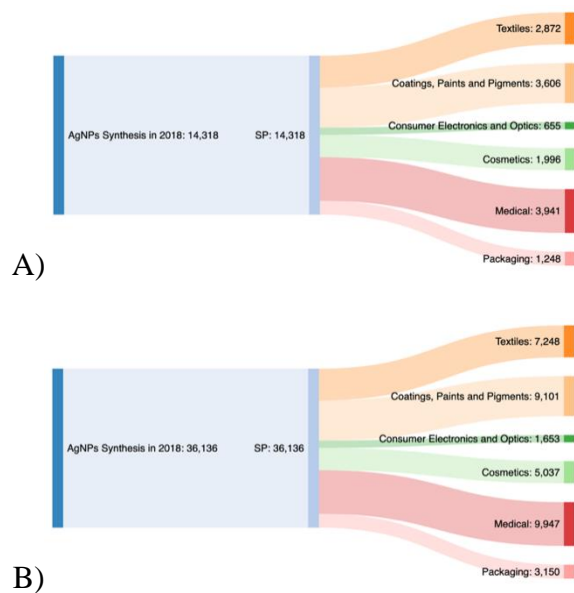 Textiles: 2,872
Coatings, Paints and Pigments: 3,606
AgNPs Synthesis in 2018: 14,318
SP: 14,318
Consumer Electronics and Optics: 655
Cosmetics: 1,996
Medical: 3,941
Packaging: 1,248
A)
Textiles: 7,248
Coatings, Paints and Pigments: 9,101
AgNPs Synthesis in 2018: 36,136
SP: 36,136
Consumer Electronics and Optics: 1,653
Cosmetics: 5,037
Medical: 9,947
Packaging: 3,150
B)